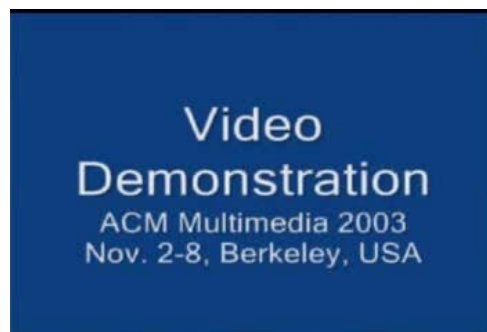 Video
Demonstration
ACM Multimedia 2003
Nov. 2-8, Berkeley, USA